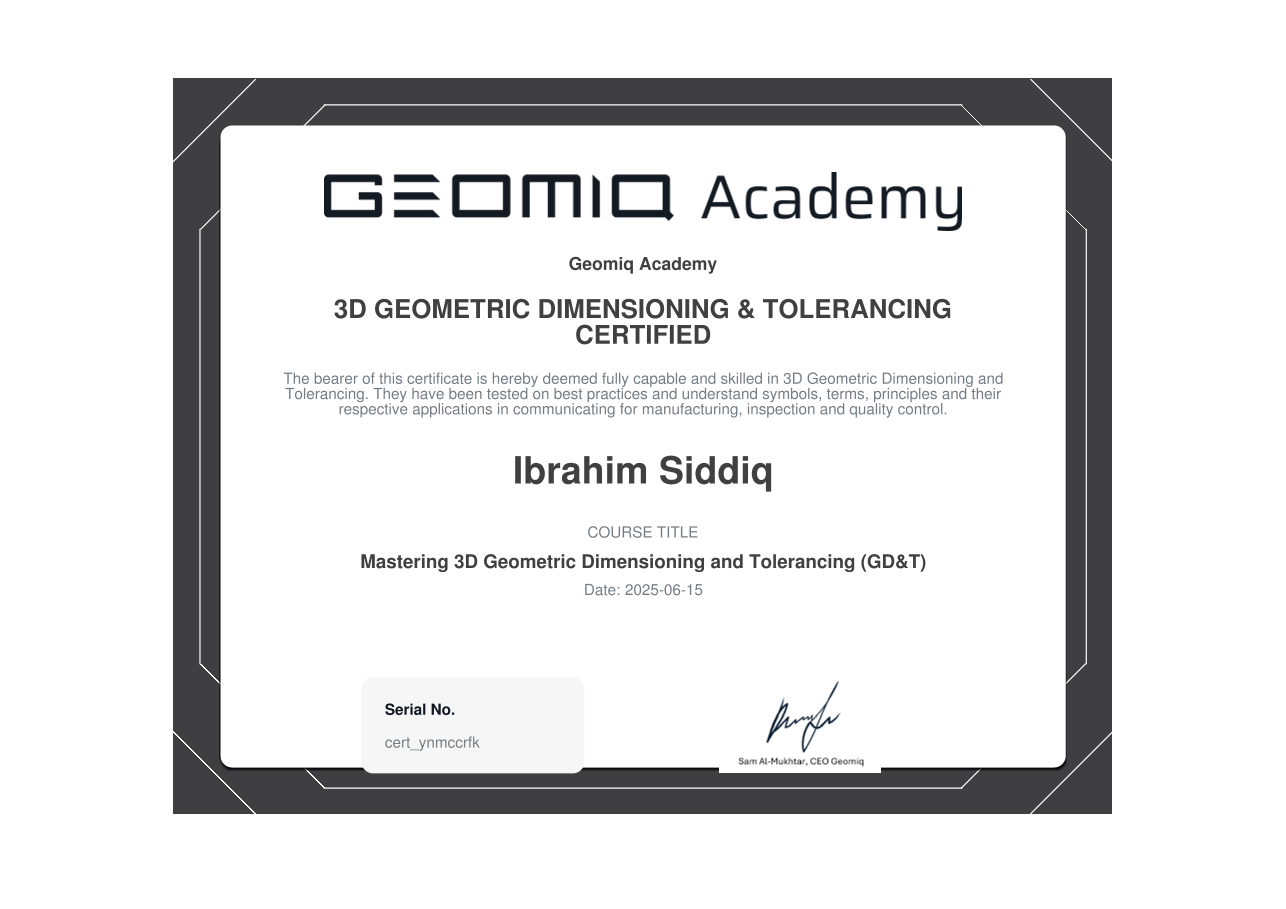 GEOMIQ Academy
Geomiq Academy
3D GEOMETRIC DIMENSIONING & TOLERANCING
CERTIFIED
The bearer of this certificate is hereby deemed fully capable and skilled in 3D Geometric Dimensioning and
Tolerancing. They have been tested on best practices and understand symbols, terms, principles and their
respective applications in communicating for manufacturing, inspection and quality control.
Ibrahim Siddiq
COURSE TITLE
Mastering 3D Geometric Dimensioning and Tolerancing (GD&T)
Date: 2025-06-15
Serial No.
cert_ynmccrfk
Sam Al-Mukhtar, CEO Geomiq